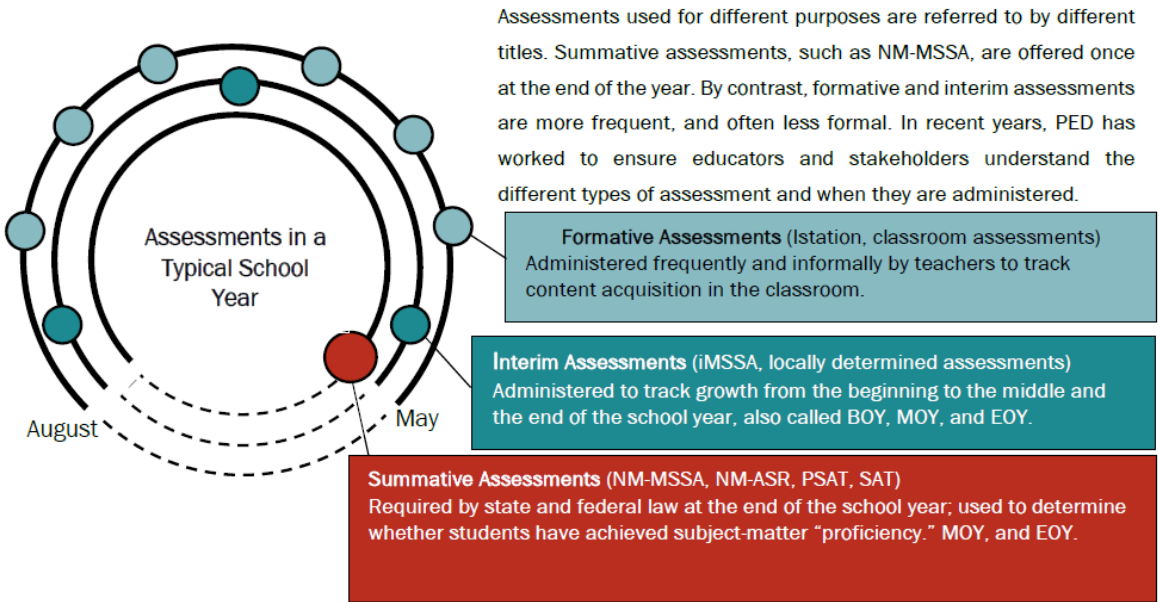 Assessments used for different purposes are referred to by different
titles. Summative assessments, such as NM-MSSA, are offered once
at the end of the year. By contrast, formative and interim assessments
are more frequent, and often less formal. In recent years, PED has
worked to ensure educators and stakeholders understand the
different types of assessment and when they are administered.
Assessments in a
Typical School
Year
August
May
Formative Assessments (Istation, classroom assessments)
Administered frequently and informally by teachers to track
content acquisition in the classroom.
Interim Assessments (iMSSA, locally determined assessments)
Administered to track growth from the beginning to the middle and
the end of the school year, also called BOY, MOY, and EOY.
Summative Assessments (NM-MSSA, NM-ASR, PSAT, SAT)
Required by state and federal law at the end of the school year; used to determine
whether students have achieved subject-matter “proficiency.” MOY, and EOY.